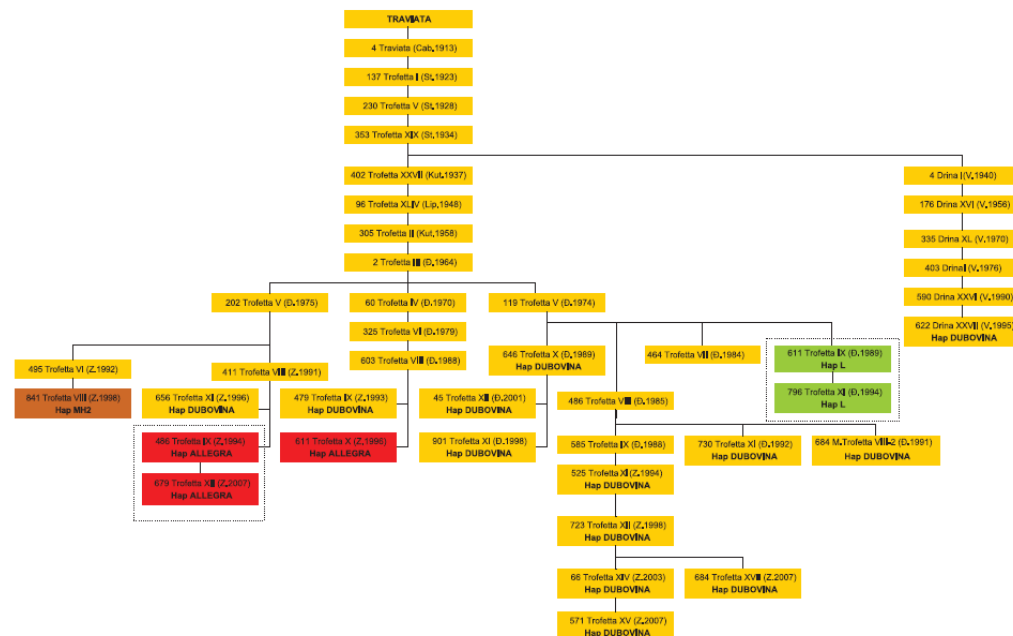 TRAVIATA
4 Traviata (Cab.1913)
137 Trofetta I (St.1923)
230 Trofetta V (St.1928)
353 Trofetta XIX (St.1934)
402 Trofetta XXVII (Kut.1937)
4 Drina I(V.1940)
96 Trofetta XLIV (Lip.1948)
176 Drina XVI (V.1956)
305 Trofetta II (Kut.1958)
335 Drina XL (V.1970)
2 Trofetta III (Đ.1964)
403 DrinaI (V.1976)
202 Trofetta V (Đ.1975)
60 Trofetta IV (Đ.1970)
119 Trofetta V (Đ.1974)
590 Drina XXVI (V.1990)
325 Trofetta VI (Đ.1979)
622 Drina XXVII (V.1995)
Hap DUBOVINA
495 Trofetta VI (Z.1992)
411 Trofetta VIII (Z.1991)
603 Trofetta VIII (Đ.1988)
646 Trofetta X (Đ.1989)
Hap DUBOVINA
464 Trofetta VII (Đ.1984)
611 Trofetta IX (Đ.1989)
Hap L
841 Trofetta VIII (Z.1998)
Hap MH2
656 Trofetta XI (Z.1996)
Hap DUBOVINA
479 Trofetta IX (Z.1993)
Hap DUBOVINA
45 Trofetta XIII (Đ.2001)
Hap DUBOVINA
486 Trofetta VIII (Đ.1985)
796 Trofetta XI (Đ.1994)
Hap L
486 Trofetta IX (Z.1994)
Hap ALLEGRA
611 Trofetta X (Z.1996)
Hap ALLEGRA
901 Trofetta XI (Đ.1998)
Hap DUBOVINA
585 Trofetta IX (Đ.1988)
Hap DUBOVINA
730 Trofetta XI (Đ.1992)
Hap DUBOVINA
684 M.Trofetta VIII-2 (Đ.1991)
Hap DUBOVINA
679 Trofetta XII (Z.2007)
Hap ALLEGRA
525 Trofetta XI (Z.1994)
Hap DUBOVINA
723 Trofetta XII (Z.1998)
Hap DUBOVINA
66 Trofetta XIV (Z.2003)
Hap DUBOVINA
684 Trofetta XVII (Z.2007)
Hap DUBOVINA
571 Trofetta XV (Z.2007)
Hap DUBOVINA